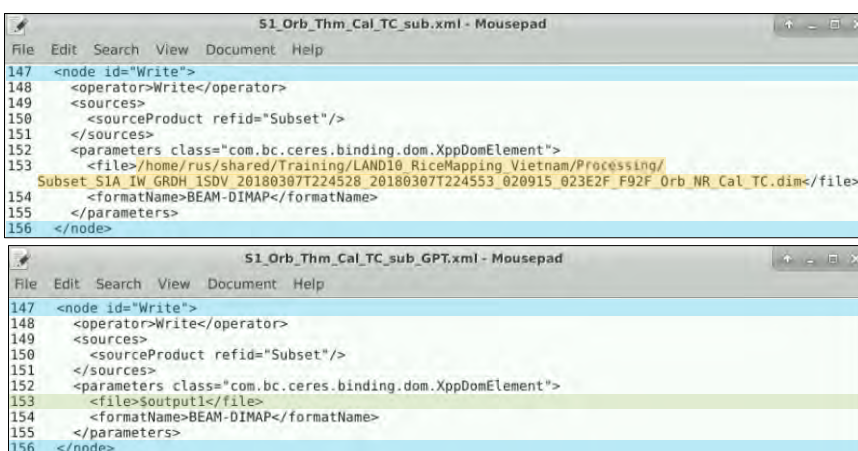 S1_Orb_Thm_Cal_TC_sub.xml - Mousepad
File Edit Search View Document Help
147 <node id="Write">
148 <operator>Write</operator>
149 <sources>
150 <sourceProduct refid="Subset"/>
151 </sources>
152 <parameters class="com.bc.ceres.binding.dom.XppDomElement">
153 <file>/home/rus/shared/Training/LAND10_RiceMapping_Vietnam/Processing/
Subset_S1A_IW_GRDH_1SDV_20180307T224528_20180307T224553_020915_023E2F_F92F_Orb_NR_Cal_TC.dim</file>
154 <formatName>BEAM-DIMAP</formatName>
155 </parameters>
156 </node>
S1_Orb_Thm_Cal_TC_sub_GPT.xml - Mousepad
File Edit Search View Document Help
147 <node id="Write">
148 <operator>Write</operator>
149 <sources>
150 <sourceProduct refid="Subset"/>
151 </sources>
152 <parameters class="com.bc.ceres.binding.dom.XppDomElement">
153 <file>$output1</file>
154 <formatName>BEAM-DIMAP</formatName>
155 </parameters>
156 </node>